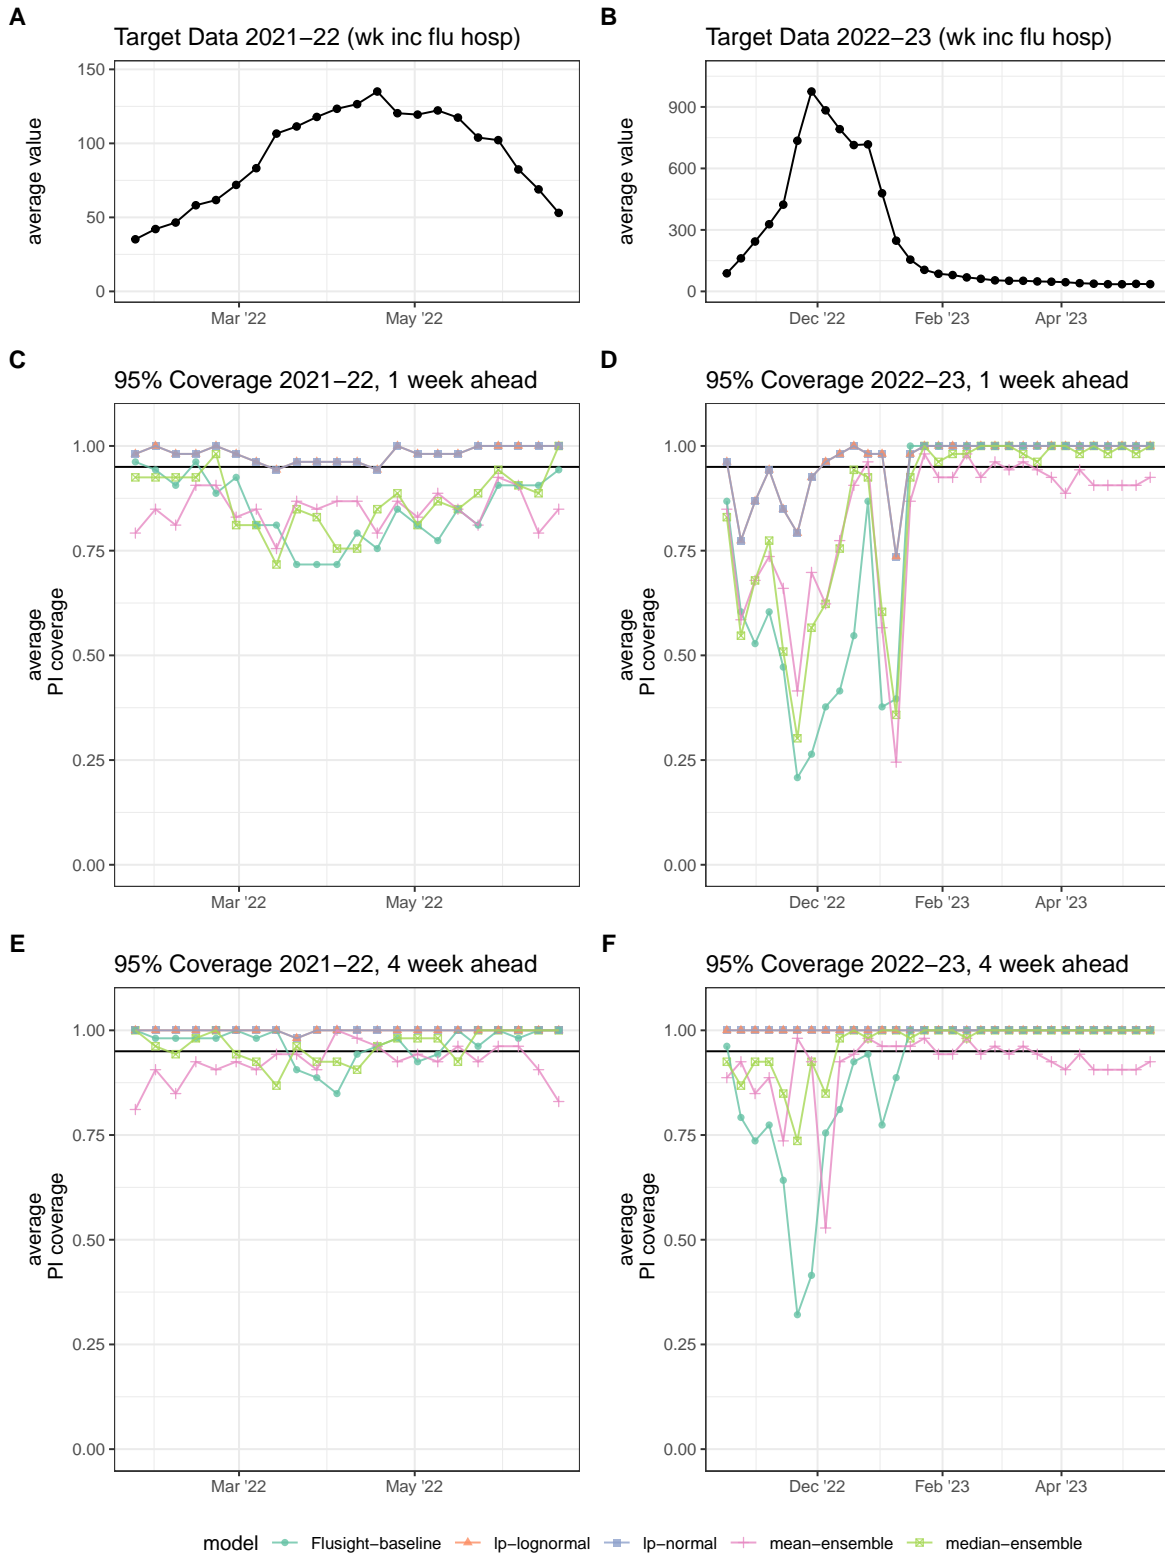 A
Target Data 2021−22 (wk inc flu hosp)
average value
150
100
50
0
Mar '22
May '22
B
Target Data 2022−23 (wk inc flu hosp)
average value
900
600
300
0
Dec '22
Feb '23
Apr '23
C
95% Coverage 2021−22, 1 week ahead
average
PI coverage
1.00
0.75
0.50
0.25
0.00
Mar '22
May '22
D
95% Coverage 2022−23, 1 week ahead
average
PI coverage
1.00
0.75
0.50
0.25
0.00
Dec '22
Feb '23
Apr '23
E
95% Coverage 2021−22, 4 week ahead
average
PI coverage
1.00
0.75
0.50
0.25
0.00
Mar '22
May '22
F
95% Coverage 2022−23, 4 week ahead
average
PI coverage
1.00
0.75
0.50
0.25
0.00
Dec '22
Feb '23
Apr '23
model Flusight−baseline lp−lognormal lp−normal mean−ensemble median−ensemble